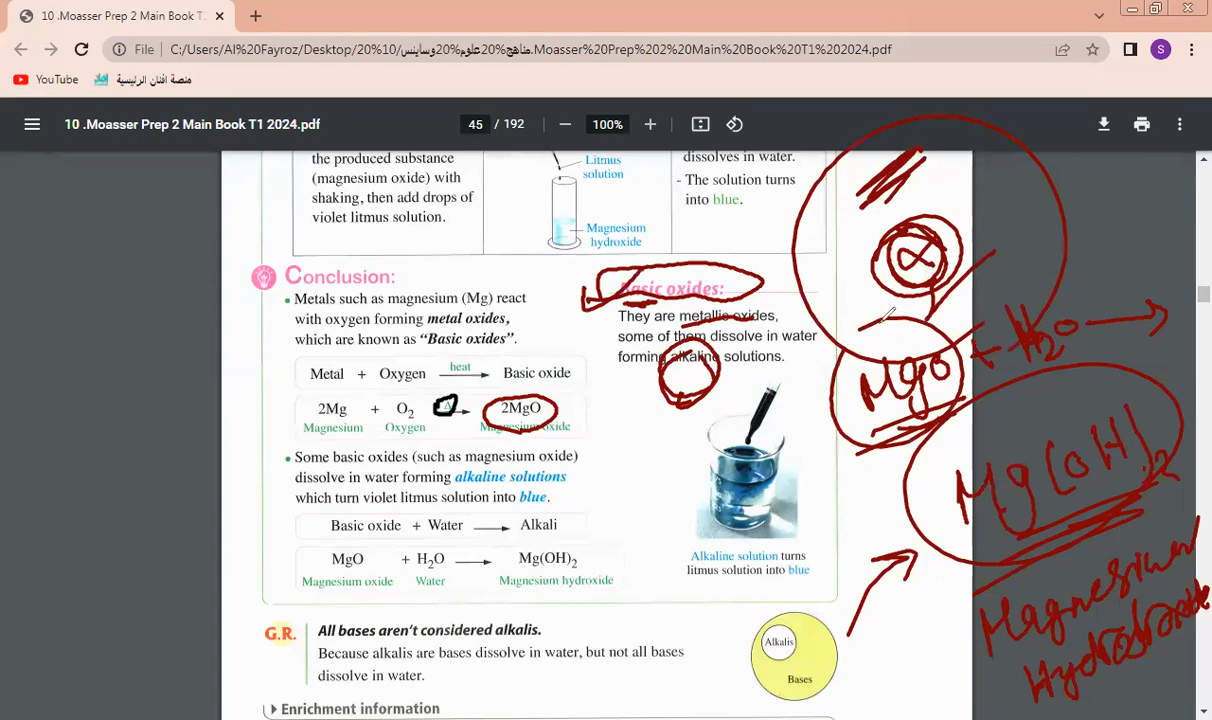 10 .Moasser Prep 2 Main Book T1
File
C:/Users/Al%20Fayroz/Desktop/20%10/مناهج%20علوم%20وساينس.Moasser%20Prep%202%20Main%20Book%20T1%202024.pdf
S
YouTube
منصة أفنان الرئيسية
10 .Moasser Prep 2 Main Book T1 2024.pdf
45 / 192
100%
the produced substance
(magnesium oxide) with
shaking, then add drops of
violet litmus solution.
Litmus
solution
Magnesium
hydroxide
dissolves in water.
- The solution turns
into blue.
Conclusion:
• Metals such as magnesium (Mg) react
with oxygen forming metal oxides,
which are known as “Basic oxides”.
Metal + Oxygen heat Basic oxide
2Mg + O₂ 2MgO
Magnesium Oxygen Magnesium oxide
• Some basic oxides (such as magnesium oxide)
dissolve in water forming alkaline solutions
which turn violet litmus solution into blue.
Basic oxide + Water Alkali
MgO + H₂O Mg(OH)₂
Magnesium oxide Water Magnesium hydroxide
Basic oxides:
They are metallic oxides,
some of them dissolve in water
forming alkaline solutions.
Alkaline solution turns
litmus solution into blue
MgO + H₂O →
Mg(OH)₂
Magnesium
G.R.
All bases aren't considered alkalis.
Because alkalis are bases dissolve in water, but not all bases
dissolve in water.
Alkalis
Bases
Enrichment information